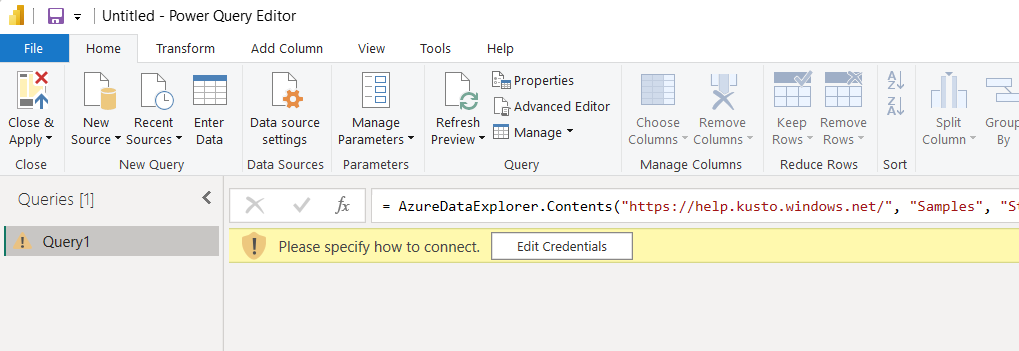 Untitled - Power Query Editor
File Home Transform Add Column View Tools Help
Close & Apply
New Source
Recent Sources
Enter Data
Data source settings
Manage Parameters
Refresh Preview
Properties
Advanced Editor
Manage
Choose Columns
Remove Columns
Keep Rows
Remove Rows
A Z
Z A
Split Column
Group By
Close New Query Data Sources Parameters Query Manage Columns Reduce Rows Sort
Queries [1]
fx
= AzureDataExplorer.Contents("https://help.kusto.windows.net/", "Samples", "St
Query1
Please specify how to connect. Edit Credentials